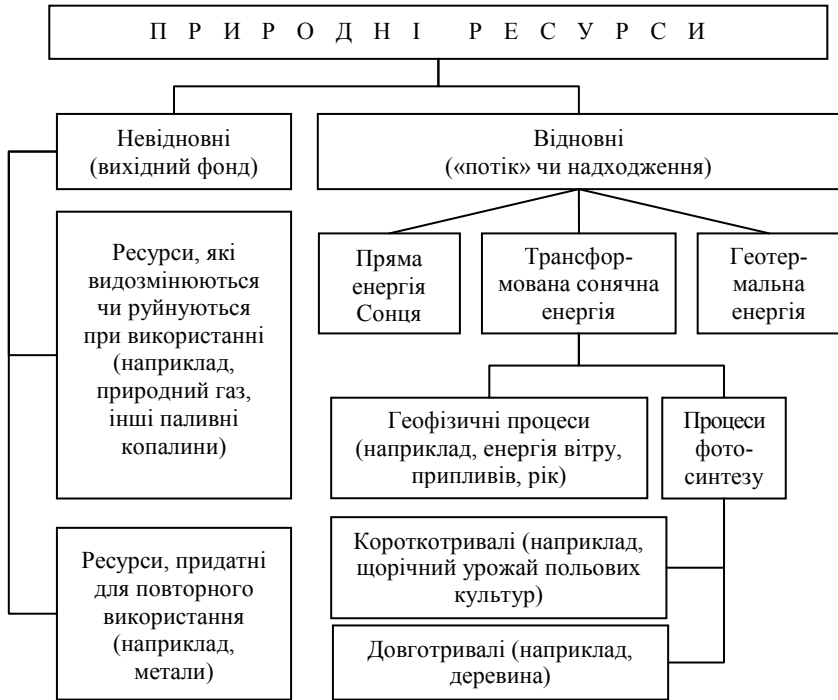 П Р И Р О Д Н І Р Е С У Р С И
Невідновні
(вихідний фонд)
Відновні
(«потік» чи надходження)
Ресурси, які
видозмінюються
чи руйнуються
при використанні
(наприклад,
природний газ,
інші паливні
копалини)
Пряма
енергія
Сонця
Трансфор-
мована сонячна
енергія
Геотер-
мальна
енергія
Геофізичні процеси
(наприклад, енергія вітру,
припливів, рік)
Процеси
фото-
синтезу
Ресурси, придатні
для повторного
використання
(наприклад,
метали)
Короткотривалі (наприклад,
щорічний урожай польових
культур)
Довготривалі (наприклад,
деревина)